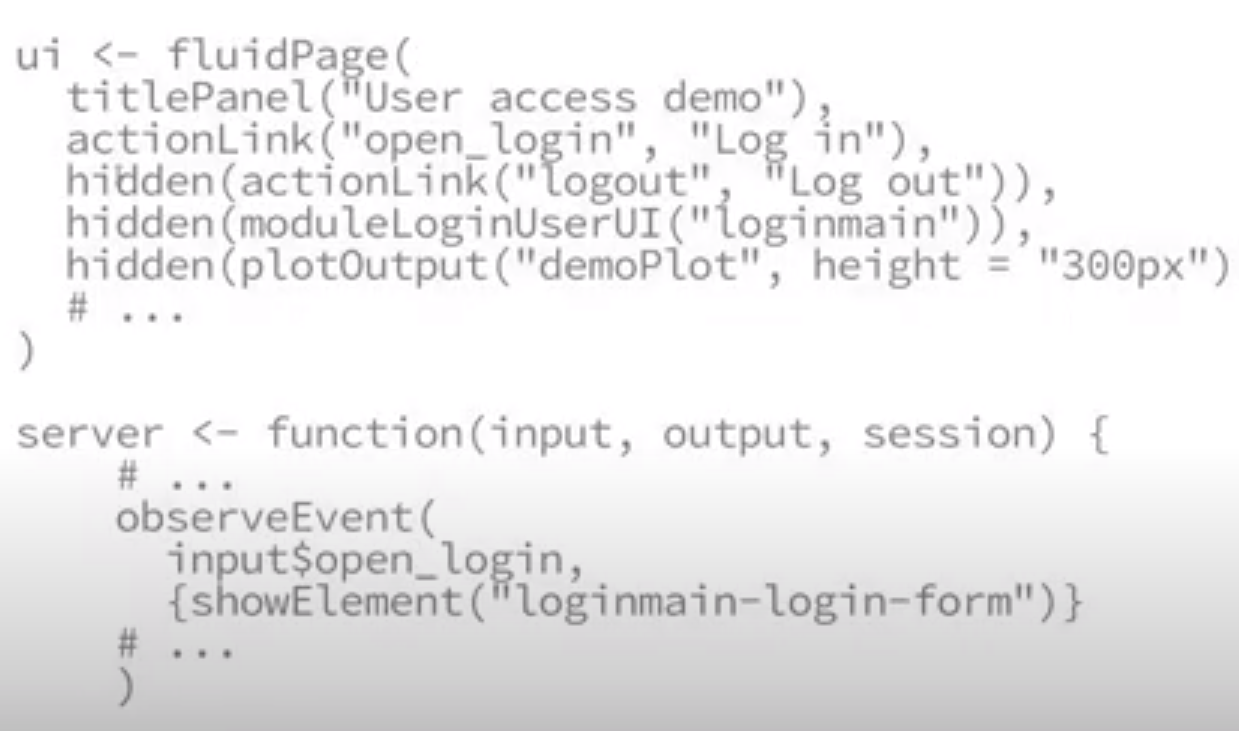 ui <- fluidPage(
  titlePanel("User access demo"),
  actionLink("open_login", "Log in"),
  hidden(actionLink("logout", "Log out")),
  hidden(moduleLoginUserUI("loginmain")),
  hidden(plotOutput("demoPlot", height = "300px")
  # ...
)

server <- function(input, output, session) {
    # ...
    observeEvent(
      input$open_login,
      {showElement("loginmain-login-form")}
    # ...
    )